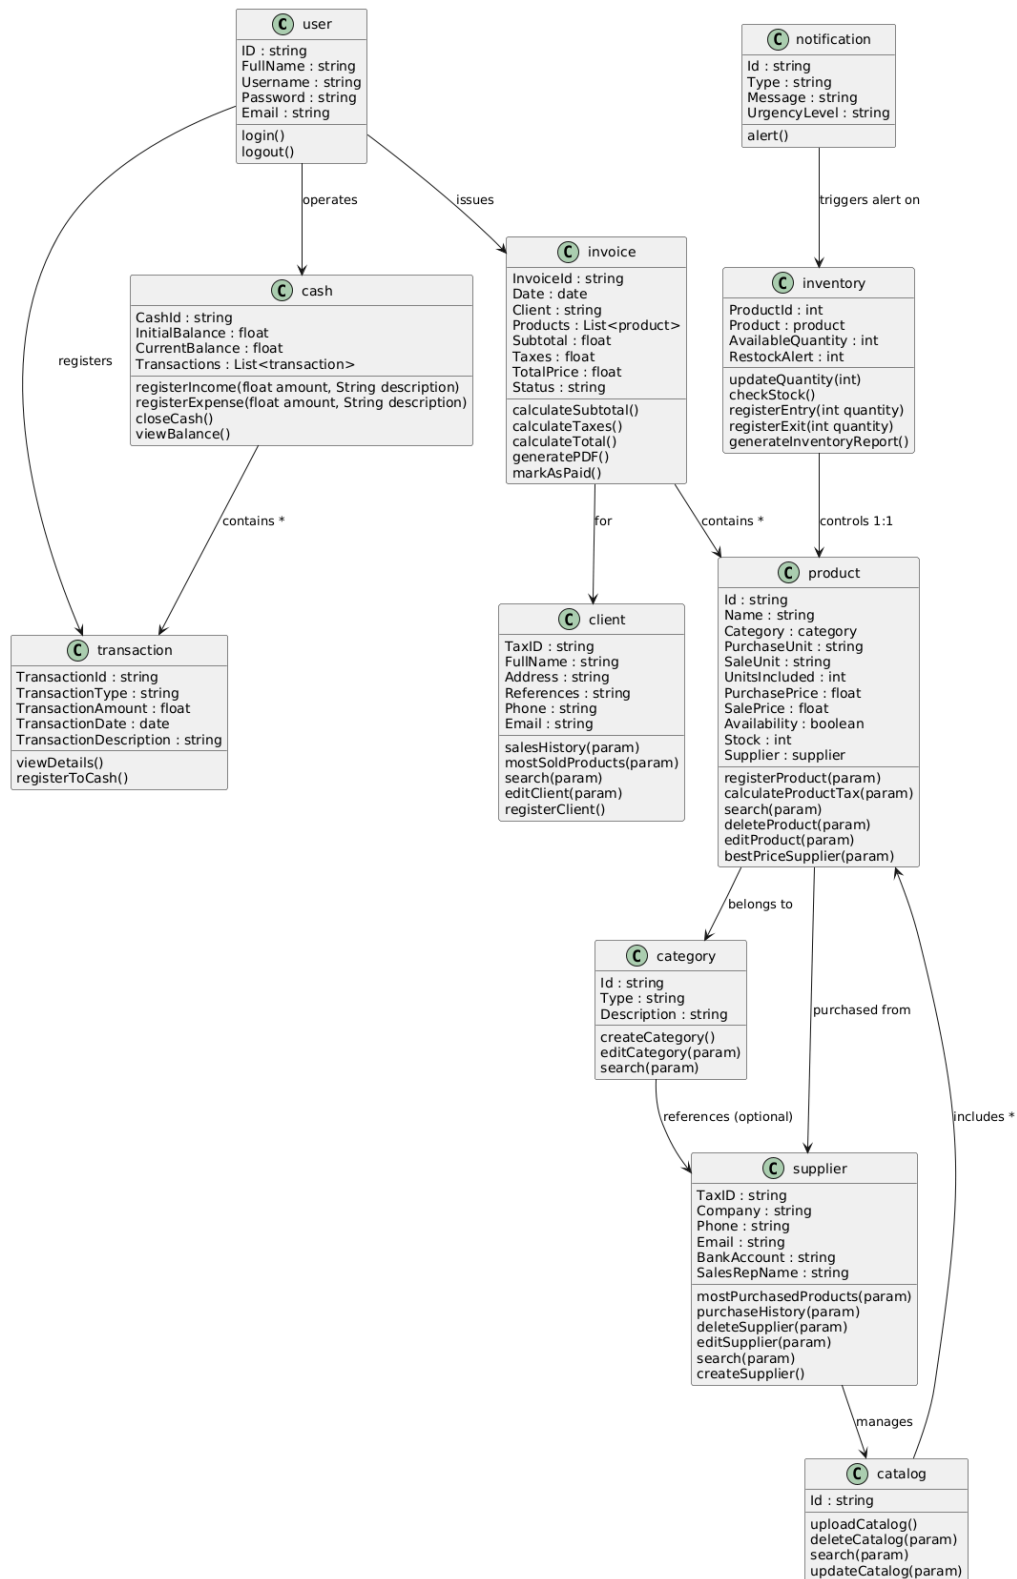 C user
ID : string
FullName : string
Username : string
Password : string
Email : string
login()
logout()
C notification
Id : string
Type : string
Message : string
UrgencyLevel : string
alert()
operates
issues
triggers alert on
registers
C cash
CashId : string
InitialBalance : float
CurrentBalance : float
Transactions : List<transaction>
registerIncome(float amount, String description)
registerExpense(float amount, String description)
closeCash()
viewBalance()
C invoice
InvoiceId : string
Date : date
Client : string
Products : List<product>
Subtotal : float
Taxes : float
TotalPrice : float
Status : string
calculateSubtotal()
calculateTaxes()
calculateTotal()
generatePDF()
markAsPaid()
C inventory
ProductId : int
Product : product
AvailableQuantity : int
RestockAlert : int
updateQuantity(int)
checkStock()
registerEntry(int quantity)
registerExit(int quantity)
generateInventoryReport()
contains *
for
contains *
controls 1:1
C transaction
TransactionId : string
TransactionType : string
TransactionAmount : float
TransactionDate : date
TransactionDescription : string
viewDetails()
registerToCash()
C client
TaxID : string
FullName : string
Address : string
References : string
Phone : string
Email : string
salesHistory(param)
mostSoldProducts(param)
search(param)
editClient(param)
registerClient()
C product
Id : string
Name : string
Category : category
PurchaseUnit : string
SaleUnit : string
UnitsIncluded : int
PurchasePrice : float
SalePrice : float
Availability : boolean
Stock : int
Supplier : supplier
registerProduct(param)
calculateProductTax(param)
search(param)
deleteProduct(param)
editProduct(param)
bestPriceSupplier(param)
belongs to
C category
Id : string
Type : string
Description : string
createCategory()
editCategory(param)
search(param)
purchased from
references (optional)
includes *
C supplier
TaxID : string
Company : string
Phone : string
Email : string
BankAccount : string
SalesRepName : string
mostPurchasedProducts(param)
purchaseHistory(param)
deleteSupplier(param)
editSupplier(param)
search(param)
createSupplier()
manages
C catalog
Id : string
uploadCatalog()
deleteCatalog(param)
search(param)
updateCatalog(param)